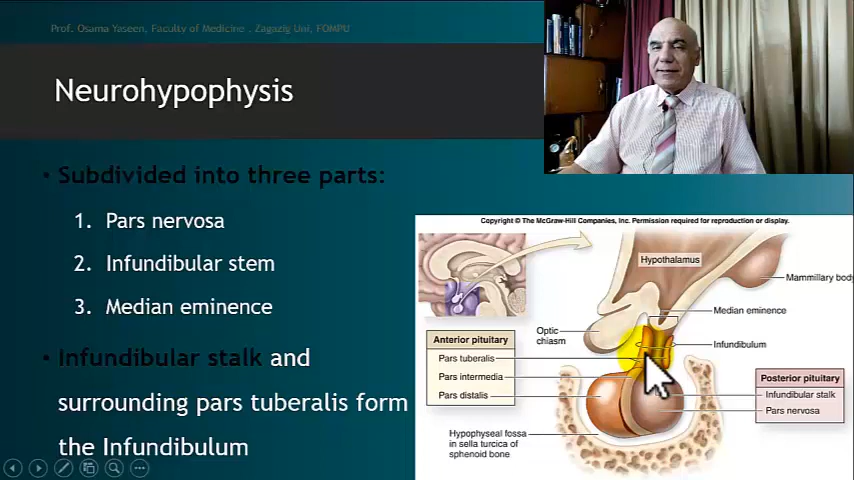 Prof. Osama Yaseen, Faculty of Medicine . Zagazig Uni, FOMPU
Neurohypophysis
• Subdivided into three parts:
1. Pars nervosa
2. Infundibular stem
3. Median eminence
• Infundibular stalk and
surrounding pars tuberalis form
the Infundibulum
Copyright © The McGraw-Hill Companies, Inc. Permission required for reproduction or display.
Hypothalamus
Mammillary body
Median eminence
Optic
chiasm
Infundibulum
Anterior pituitary
Pars tuberalis
Pars intermedia
Pars distalis
Posterior pituitary
Infundibular stalk
Pars nervosa
Hypophyseal fossa
in sella turcica of
sphenoid bone